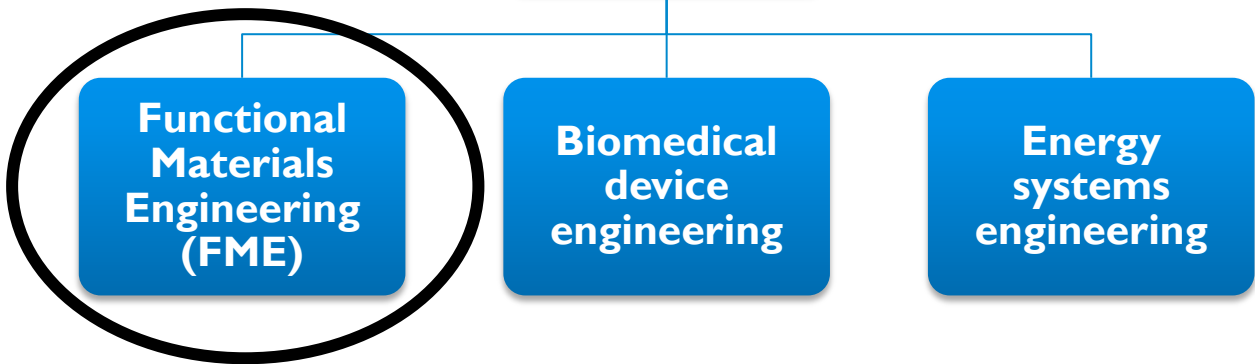 Functional
Materials
Engineering
(FME)
Biomedical
device
engineering
Energy
systems
engineering